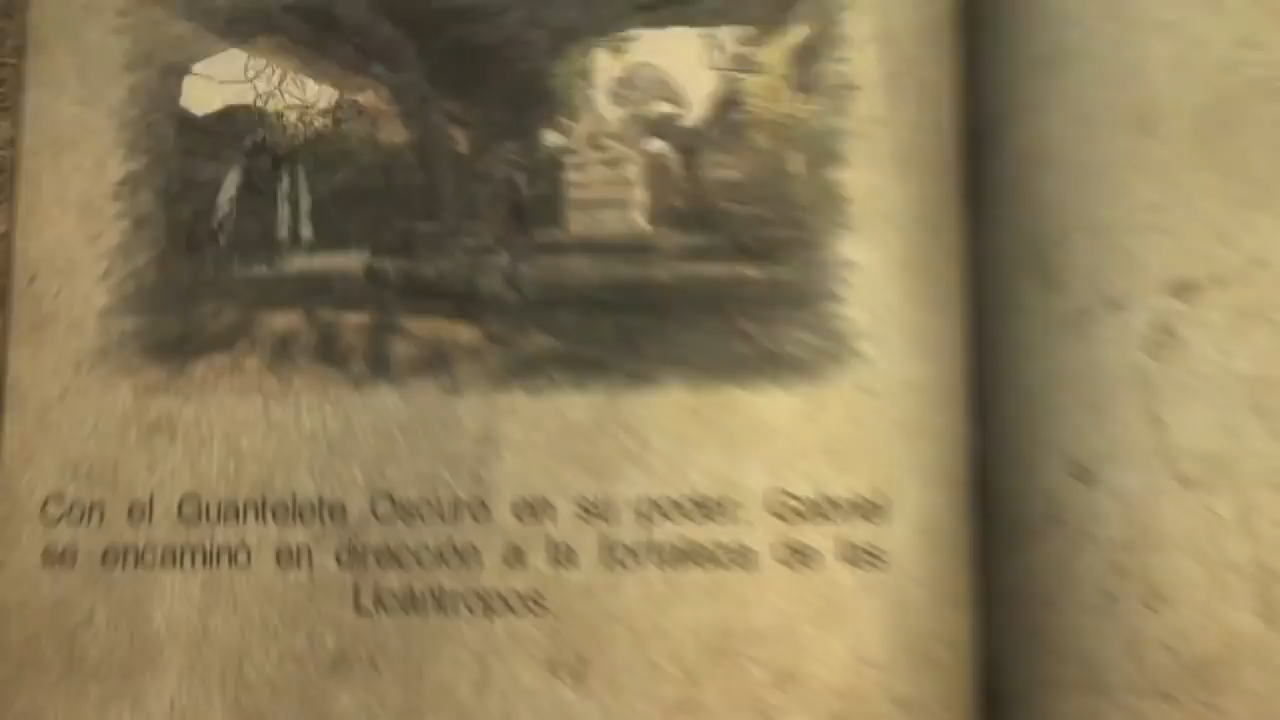 Con el Guantelete Oscuro en su poder, Gabriel
se encaminó en dirección a la fortaleza de los
Licántropos.